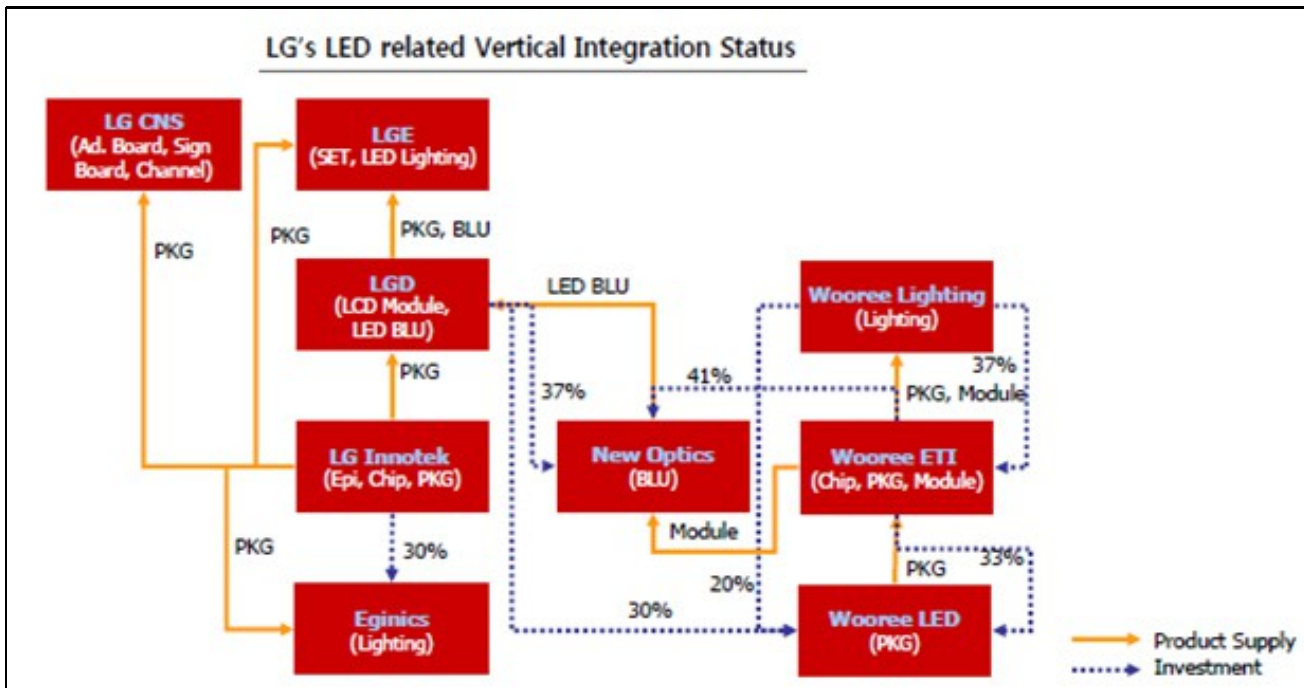 LG's LED related Vertical Integration Status
LG CNS
(Ad. Board, Sign
Board, Channel)
LGE
(SET, LED Lighting)
PKG
PKG
PKG, BLU
LGD
(LCD Module,
LED BLU)
LED BLU
Wooree Lighting
(Lighting)
PKG
37%
41%
37%
PKG, Module
LG Innotek
(Epi, Chip, PKG)
New Optics
(BLU)
Wooree ETI
(Chip, PKG, Module)
PKG
30%
Module
PKG
33%
20%
30%
Eginics
(Lighting)
Wooree LED
(PKG)
Product Supply
Investment